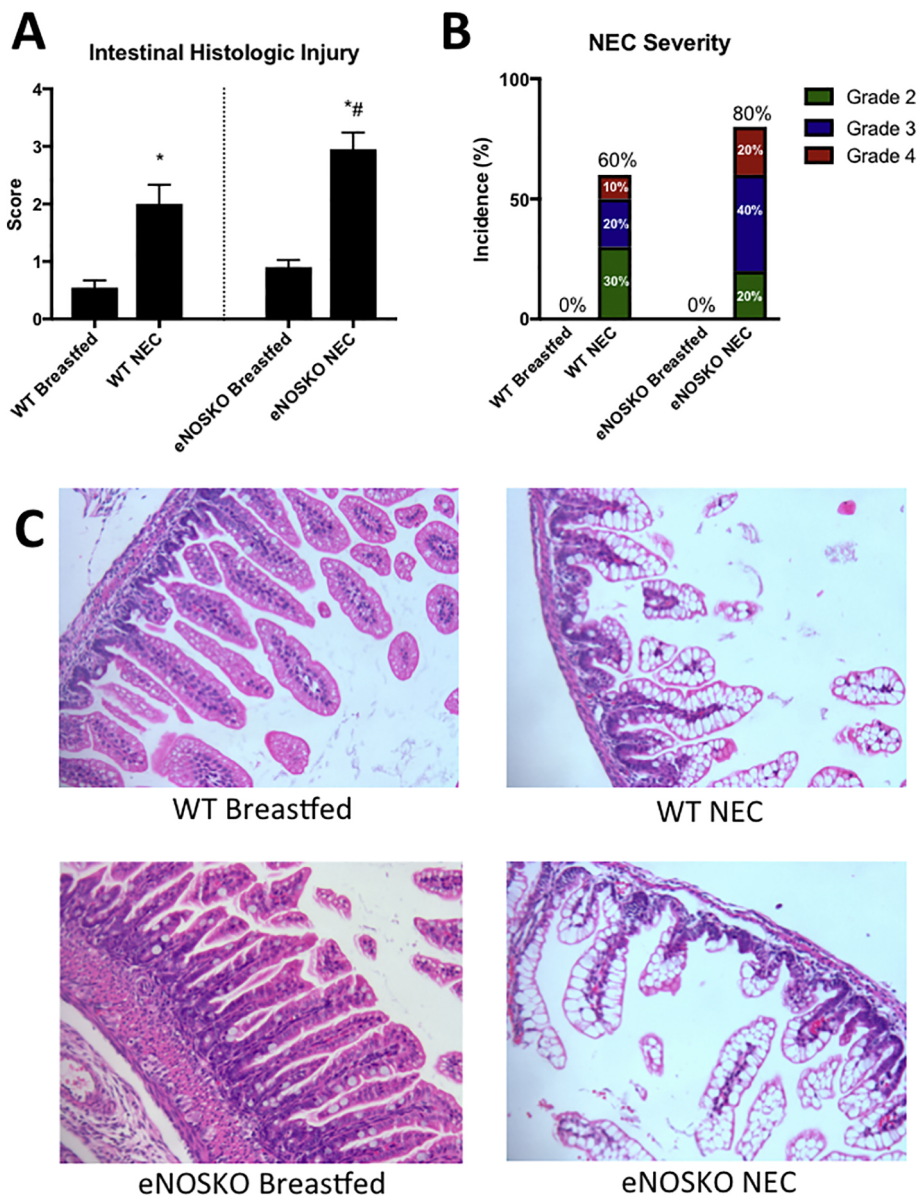 A
Intestinal Histologic Injury
Score
4
3
2
1
0
*
*#
WT Breastfed
WT NEC
eNOSKO Breastfed
eNOSKO NEC
B
NEC Severity
Incidence (%)
100
50
0
0%
60%
10%
20%
30%
0%
80%
20%
40%
20%
WT Breastfed
WT NEC
eNOSKO Breastfed
eNOSKO NEC
Grade 2
Grade 3
Grade 4
C
WT Breastfed
WT NEC
eNOSKO Breastfed
eNOSKO NEC